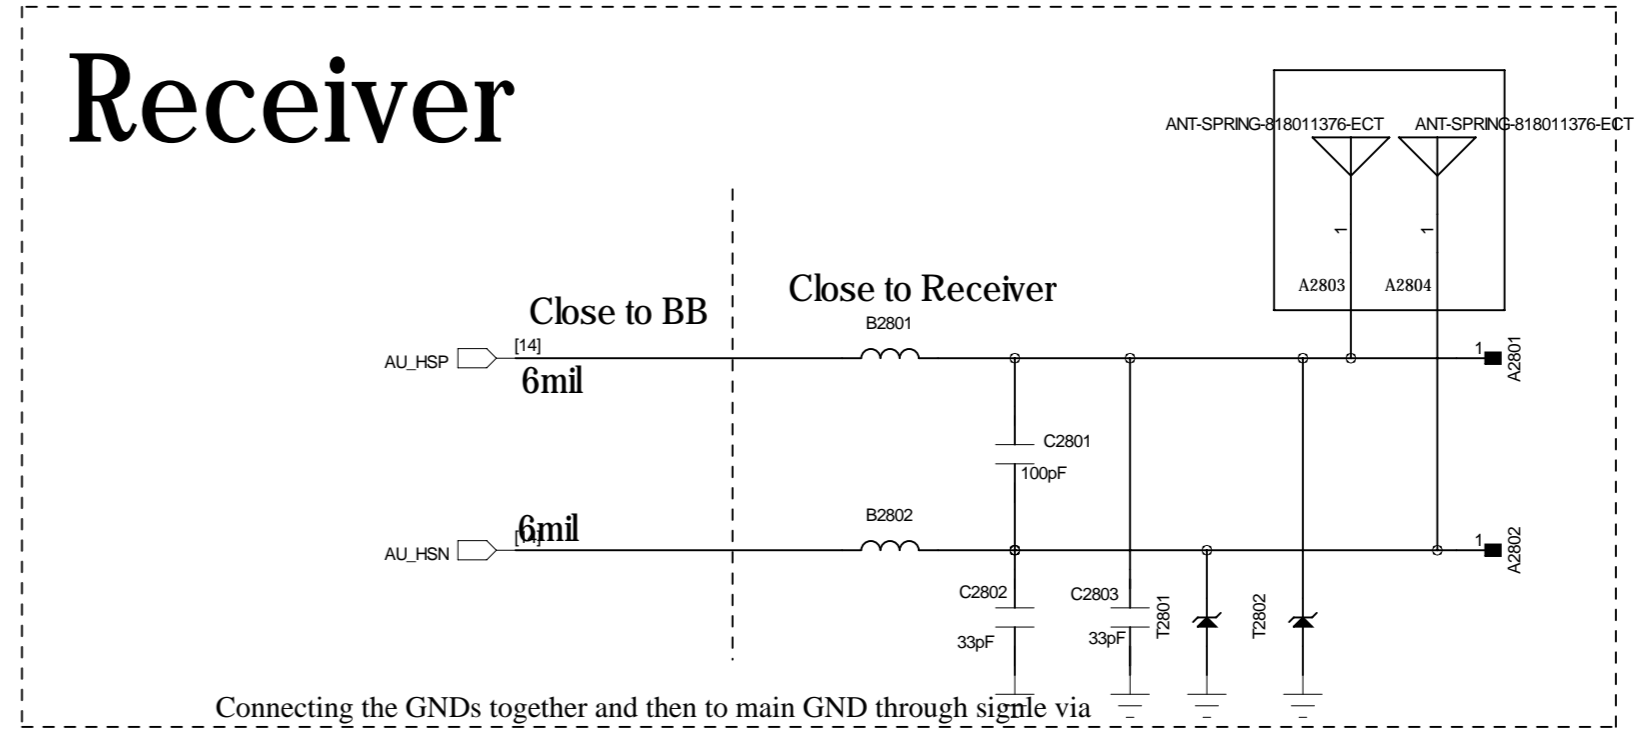 Receiver
ANT-SPRING-818011376-ECT
ANT-SPRING-818011376-ECT
1
1
A2803
A2804
Close to BB
Close to Receiver
B2801
AU_HSP
[14]
6mil
1
A2801
C2801
100pF
B2802
AU_HSN
6mil
[14]
1
A2802
C2802
33pF
C2803
33pF
T2801
T2802
Connecting the GNDs together and then to main GND through signle via